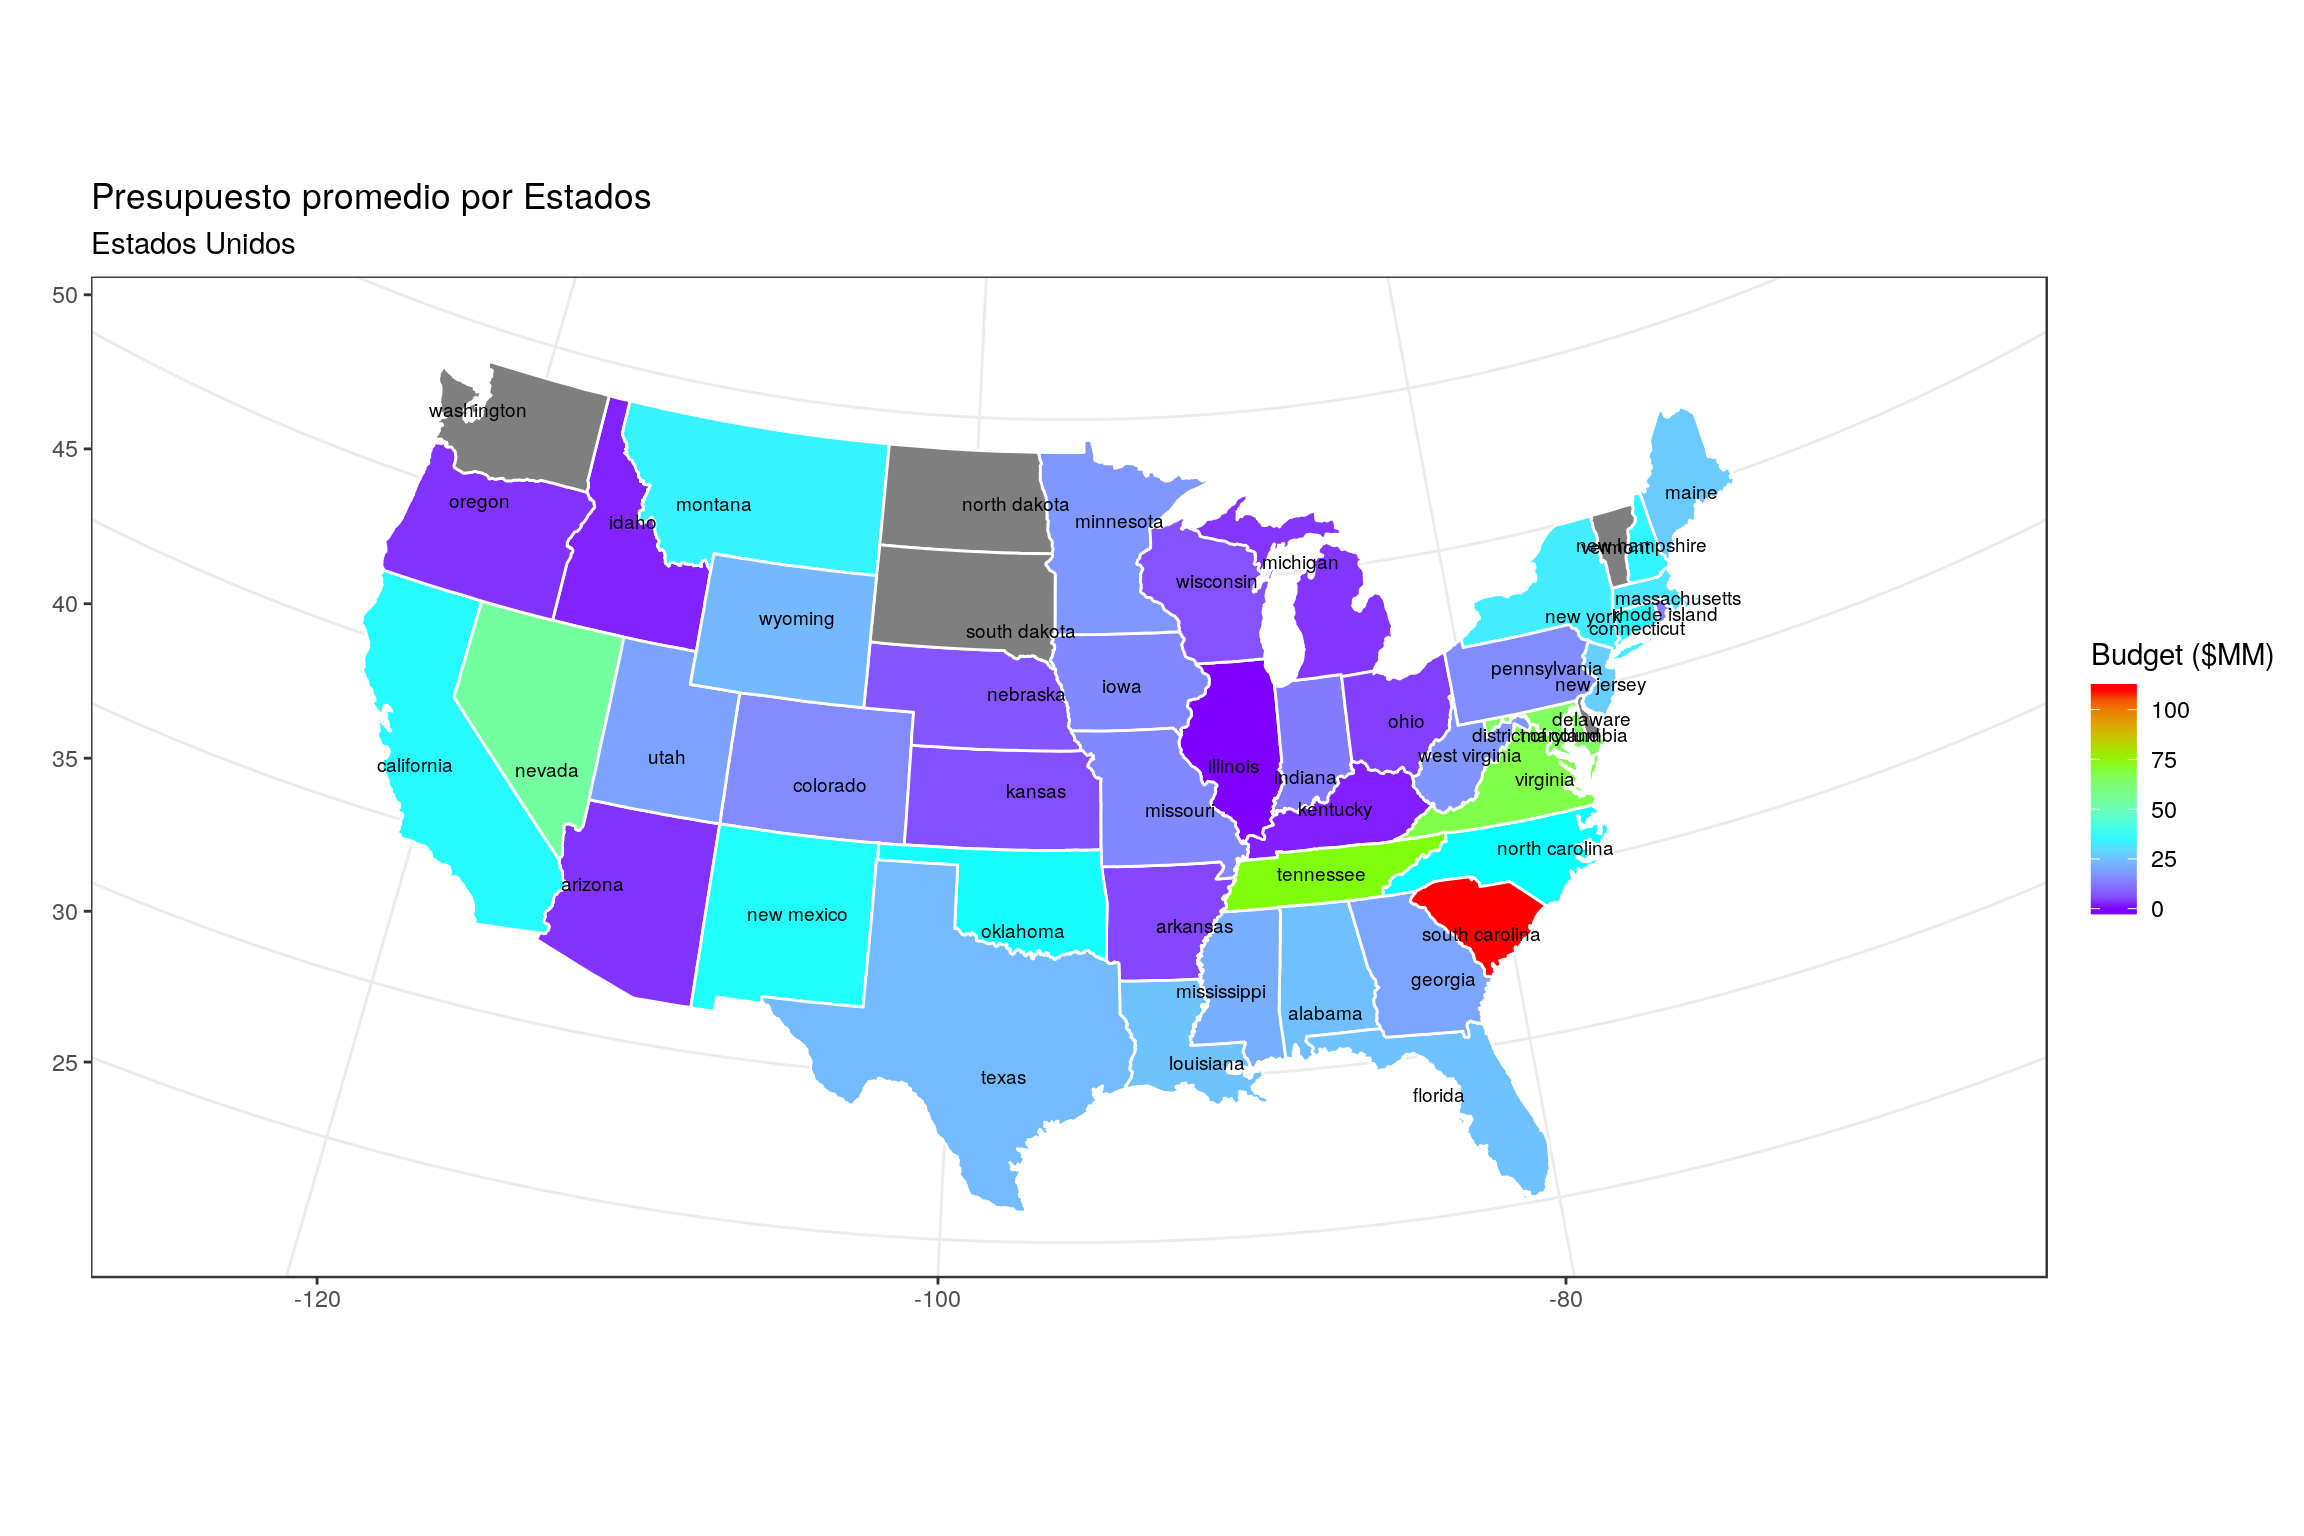 Presupuesto promedio por Estados
Estados Unidos
50
45
40
35
30
25
-120
-100
-80
washington
oregon
idaho
montana
north dakota
minnesota
maine
new hampshire
vermont
michigan
wisconsin
massachusetts
new york
rhode island
connecticut
wyoming
south dakota
pennsylvania
new jersey
nebraska
iowa
ohio
delaware
district of columbia
maryland
west virginia
california
nevada
utah
colorado
kansas
missouri
illinois
indiana
virginia
kentucky
north carolina
tennessee
arizona
new mexico
oklahoma
arkansas
south carolina
georgia
mississippi
alabama
louisiana
texas
florida
Budget ($MM)
100
75
50
25
0